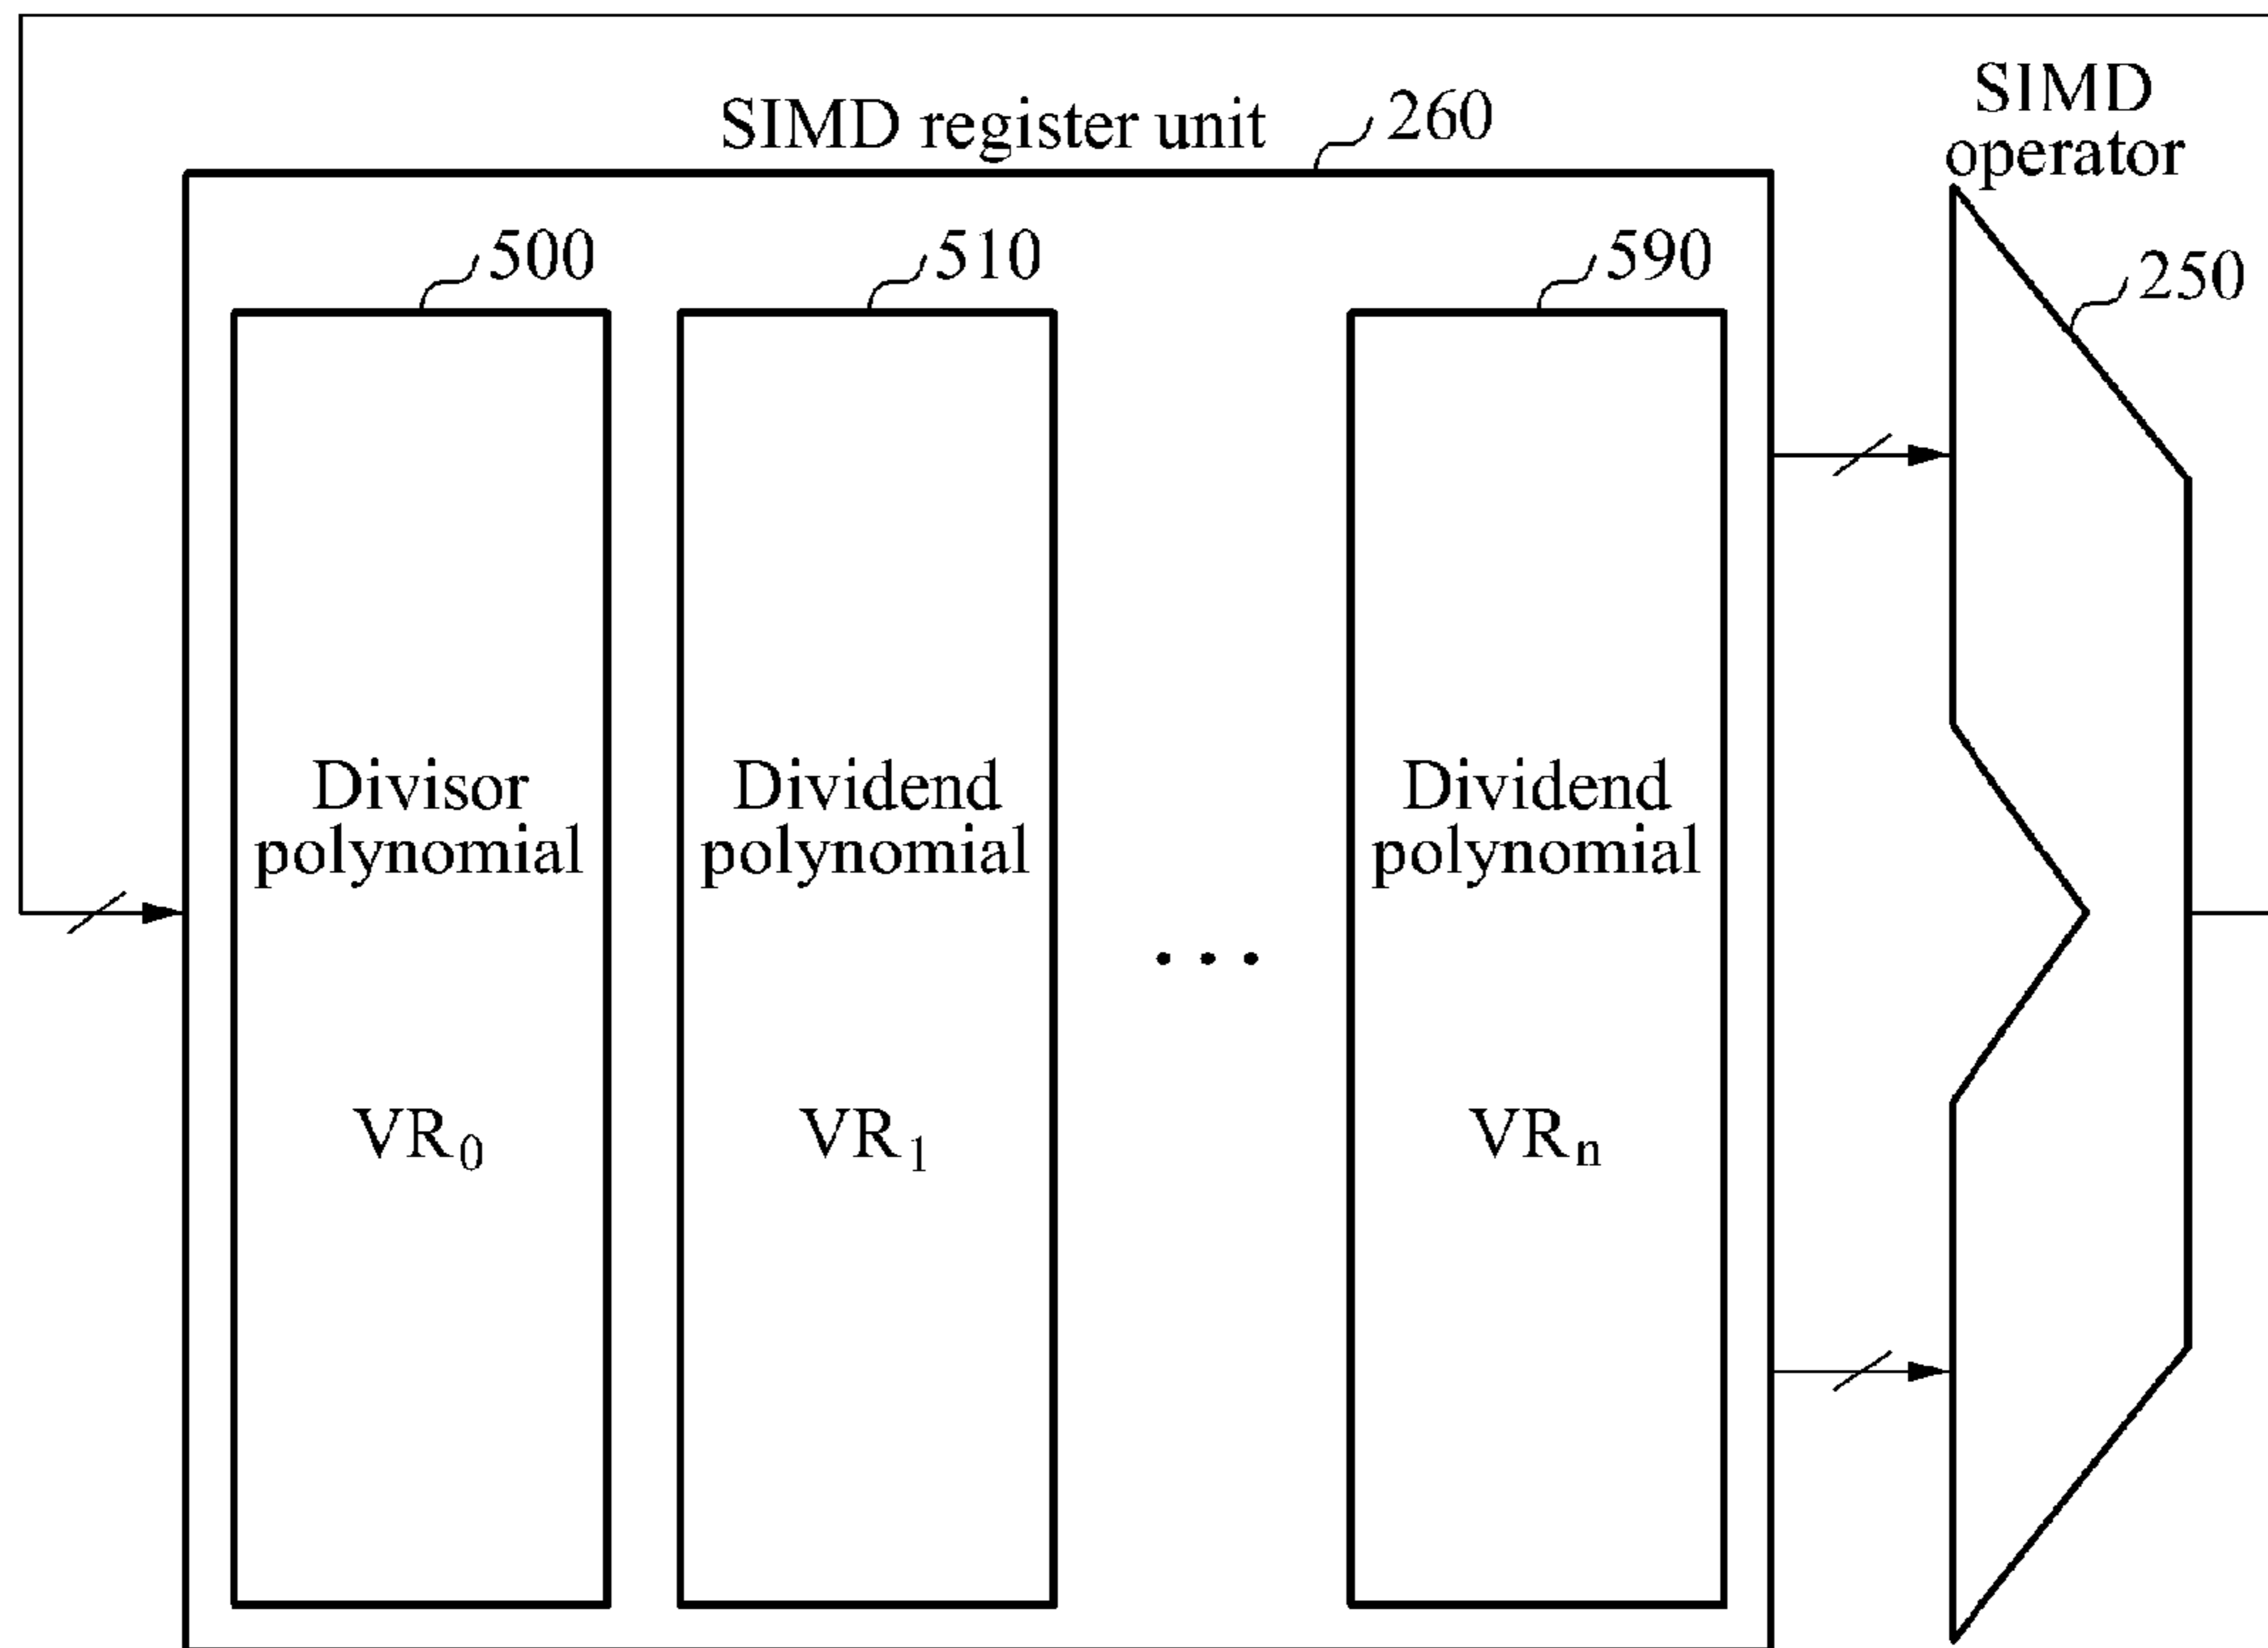 SIMD register unit
260
SIMD
operator
500
510
590
250
Divisor
polynomial
VR0
Dividend
polynomial
VR1
...
Dividend
polynomial
VRn